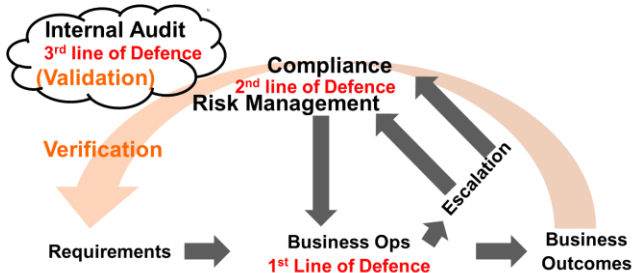 Internal Audit
3rd line of Defence
(Validation)
Compliance
2nd line of Defence
Risk Management
Verification
Escalation
Requirements
Business Ops
1st Line of Defence
Business
Outcomes